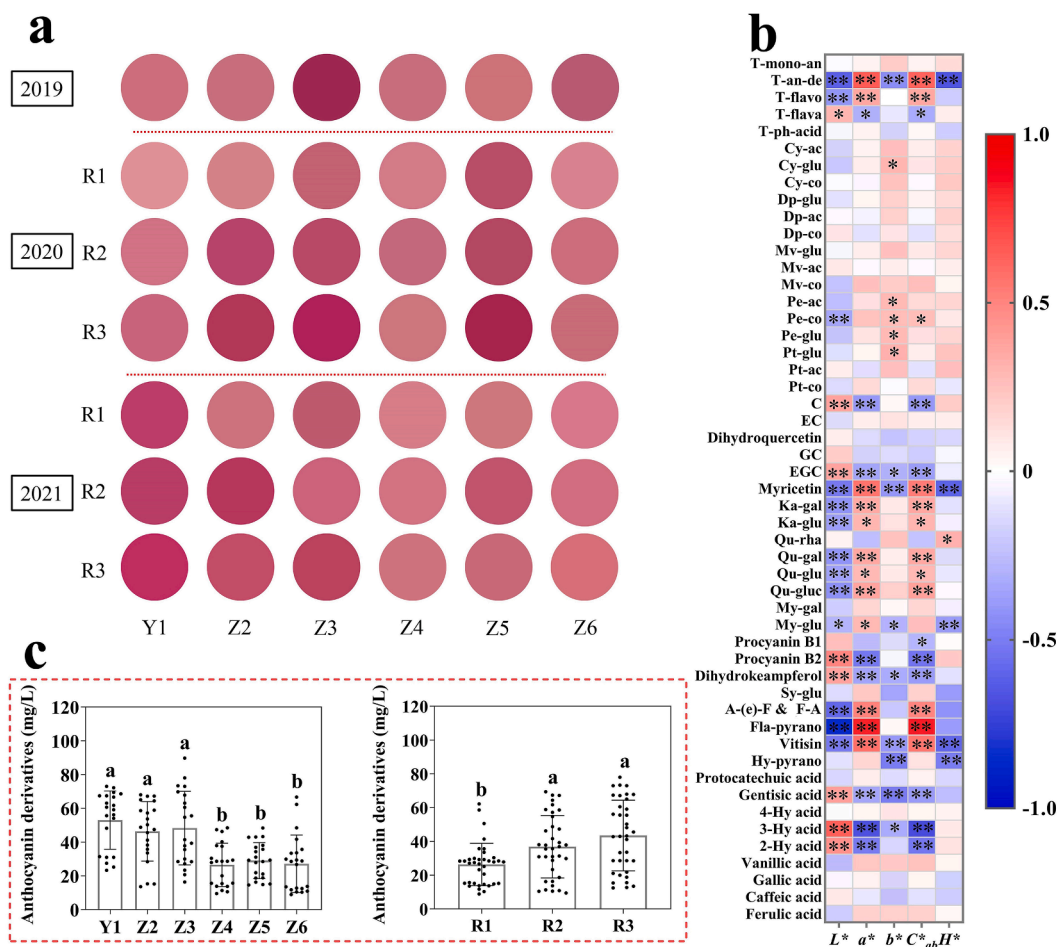 a
2019
R1
R2
2020
R3
R1
R2
2021
R3
Y1 Z2 Z3 Z4 Z5 Z6
b
T-mono-an
T-an-de ** ** ** ** **
T-flavo ** ** **
T-flava * * *
T-ph-acid
Cy-ac
Cy-glu *
Cy-co
Dp-glu
Dp-ac
Dp-co
Mv-glu
Mv-ac
Mv-co
Pe-ac *
Pe-co ** * *
Pe-glu *
Pt-glu *
Pt-ac
Pt-co
C ** ** **
EC
Dihydroquercetin
GC
EGC ** ** * **
Myricetin ** ** ** ** **
Ka-gal ** ** **
Ka-glu ** * *
Qu-rha *
Qu-gal ** ** **
Qu-glu ** * *
Qu-gluc ** ** **
My-gal
My-glu * * * **
Procyanin B1 *
Procyanin B2 ** ** **
Dihydrokaempferol ** ** * **
Sy-glu
A-(e)-F & F-A ** ** **
Fla-pyrano ** ** **
Vitisin ** ** ** ** **
Hy-pyrano ** **
Protocatechuic acid
Gentisic acid ** ** ** **
4-Hy acid
3-Hy acid ** ** * **
2-Hy acid ** ** **
Vanillic acid
Gallic acid
Caffeic acid
Ferulic acid
L* a* b* C*ab H*
1.0
0.5
0
-0.5
-1.0
c
Anthocyanin derivatives (mg/L)
120
100
80
60
40
20
0
a a a b b b
Y1 Z2 Z3 Z4 Z5 Z6
Anthocyanin derivatives (mg/L)
120
100
80
60
40
20
0
b a a
R1 R2 R3